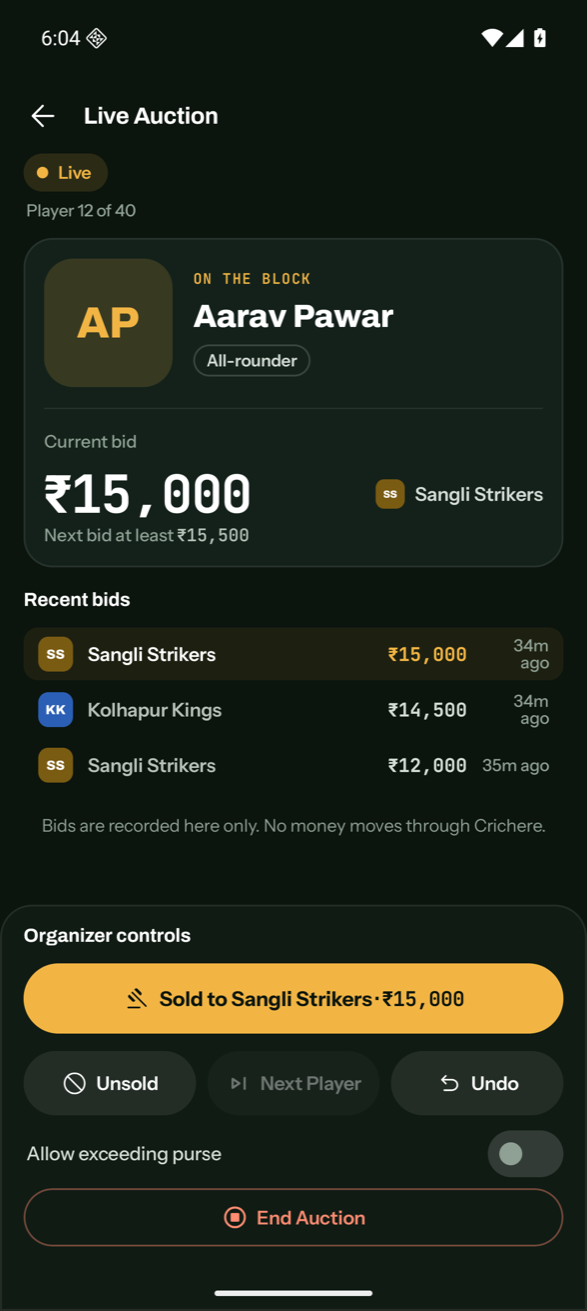 6:04
Live Auction
Live
Player 12 of 40
AP
ON THE BLOCK
Aarav Pawar
All-rounder
Current bid
₹15,000
SS Sangli Strikers
Next bid at least ₹15,500
Recent bids
SS Sangli Strikers ₹15,000 34m
ago
KK Kolhapur Kings ₹14,500 34m
ago
SS Sangli Strikers ₹12,000 35m ago
Bids are recorded here only. No money moves through Crichere.
Organizer controls
Sold to Sangli Strikers · ₹15,000
Unsold
Next Player
Undo
Allow exceeding purse
End Auction